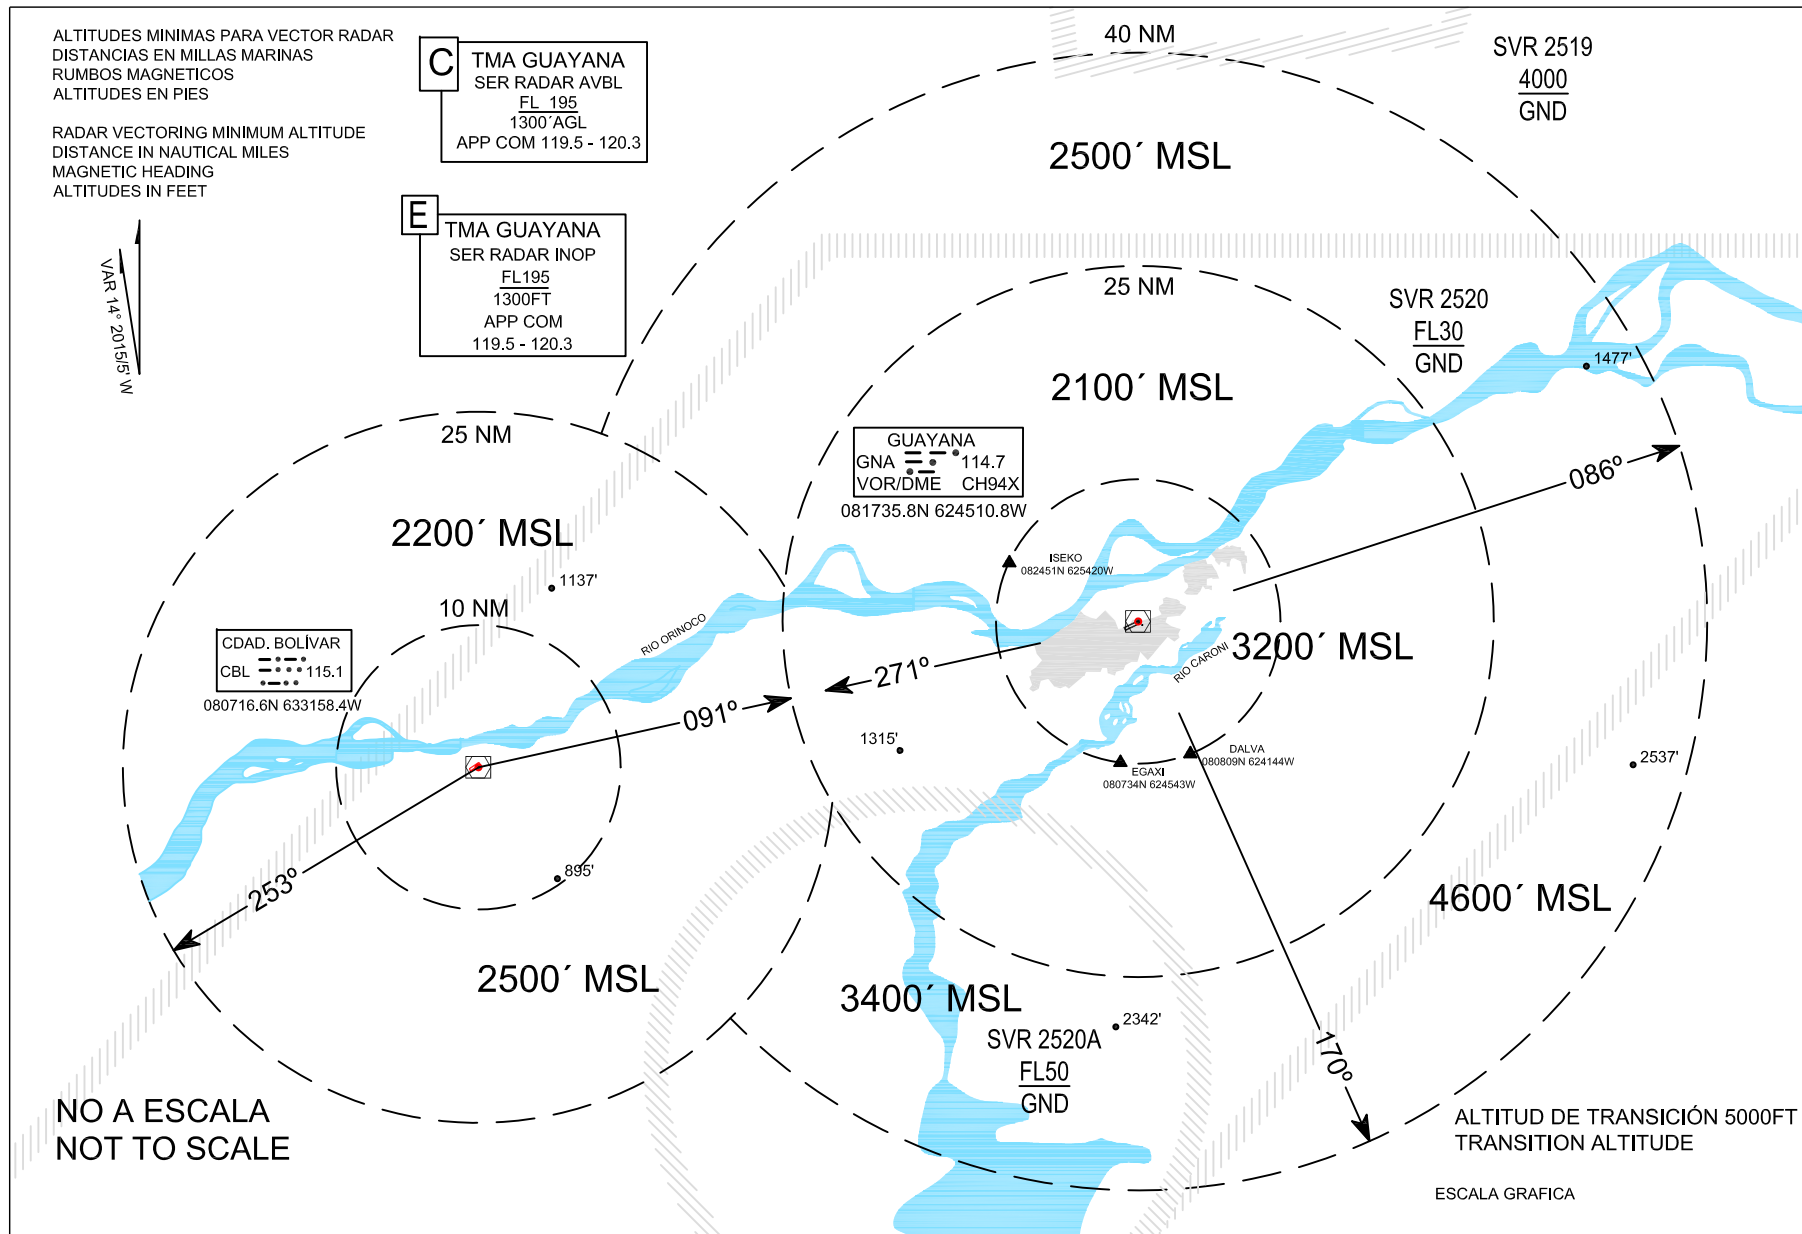 ALTITUDES MINIMAS PARA VECTOR RADAR
DISTANCIAS EN MILLAS MARINAS
RUMBOS MAGNETICOS
ALTITUDES EN PIES
RADAR VECTORING MINIMUM ALTITUDE
DISTANCE IN NAUTICAL MILES
MAGNETIC HEADING
ALTITUDES IN FEET
VAR 14° 2015/5' W
C
TMA GUAYANA
SER RADAR AVBL
FL 195
1300´AGL
APP COM 119.5 - 120.3
E
TMA GUAYANA
SER RADAR INOP
FL195
1300FT
APP COM
119.5 - 120.3
40 NM
SVR 2519
4000
GND
2500´ MSL
25 NM
SVR 2520
FL30
GND
1477'
2100´ MSL
25 NM
GUAYANA
GNA 114.7
VOR/DME CH94X
081735.8N 624510.8W
086º
2200´ MSL
1137'
ISEKO
082451N 625420W
10 NM
CDAD. BOLÍVAR
CBL 115.1
080716.6N 633158.4W
RIO ORINOCO
271º
3200´ MSL
RIO CARONI
091º
1315'
DALVA
080809N 624144W
EGAXI
080734N 624543W
2537'
253º
895'
4600´ MSL
2500´ MSL
3400´ MSL
2342'
SVR 2520A
FL50
GND
170º
NO A ESCALA
NOT TO SCALE
ALTITUD DE TRANSICIÓN 5000FT
TRANSITION ALTITUDE
ESCALA GRAFICA